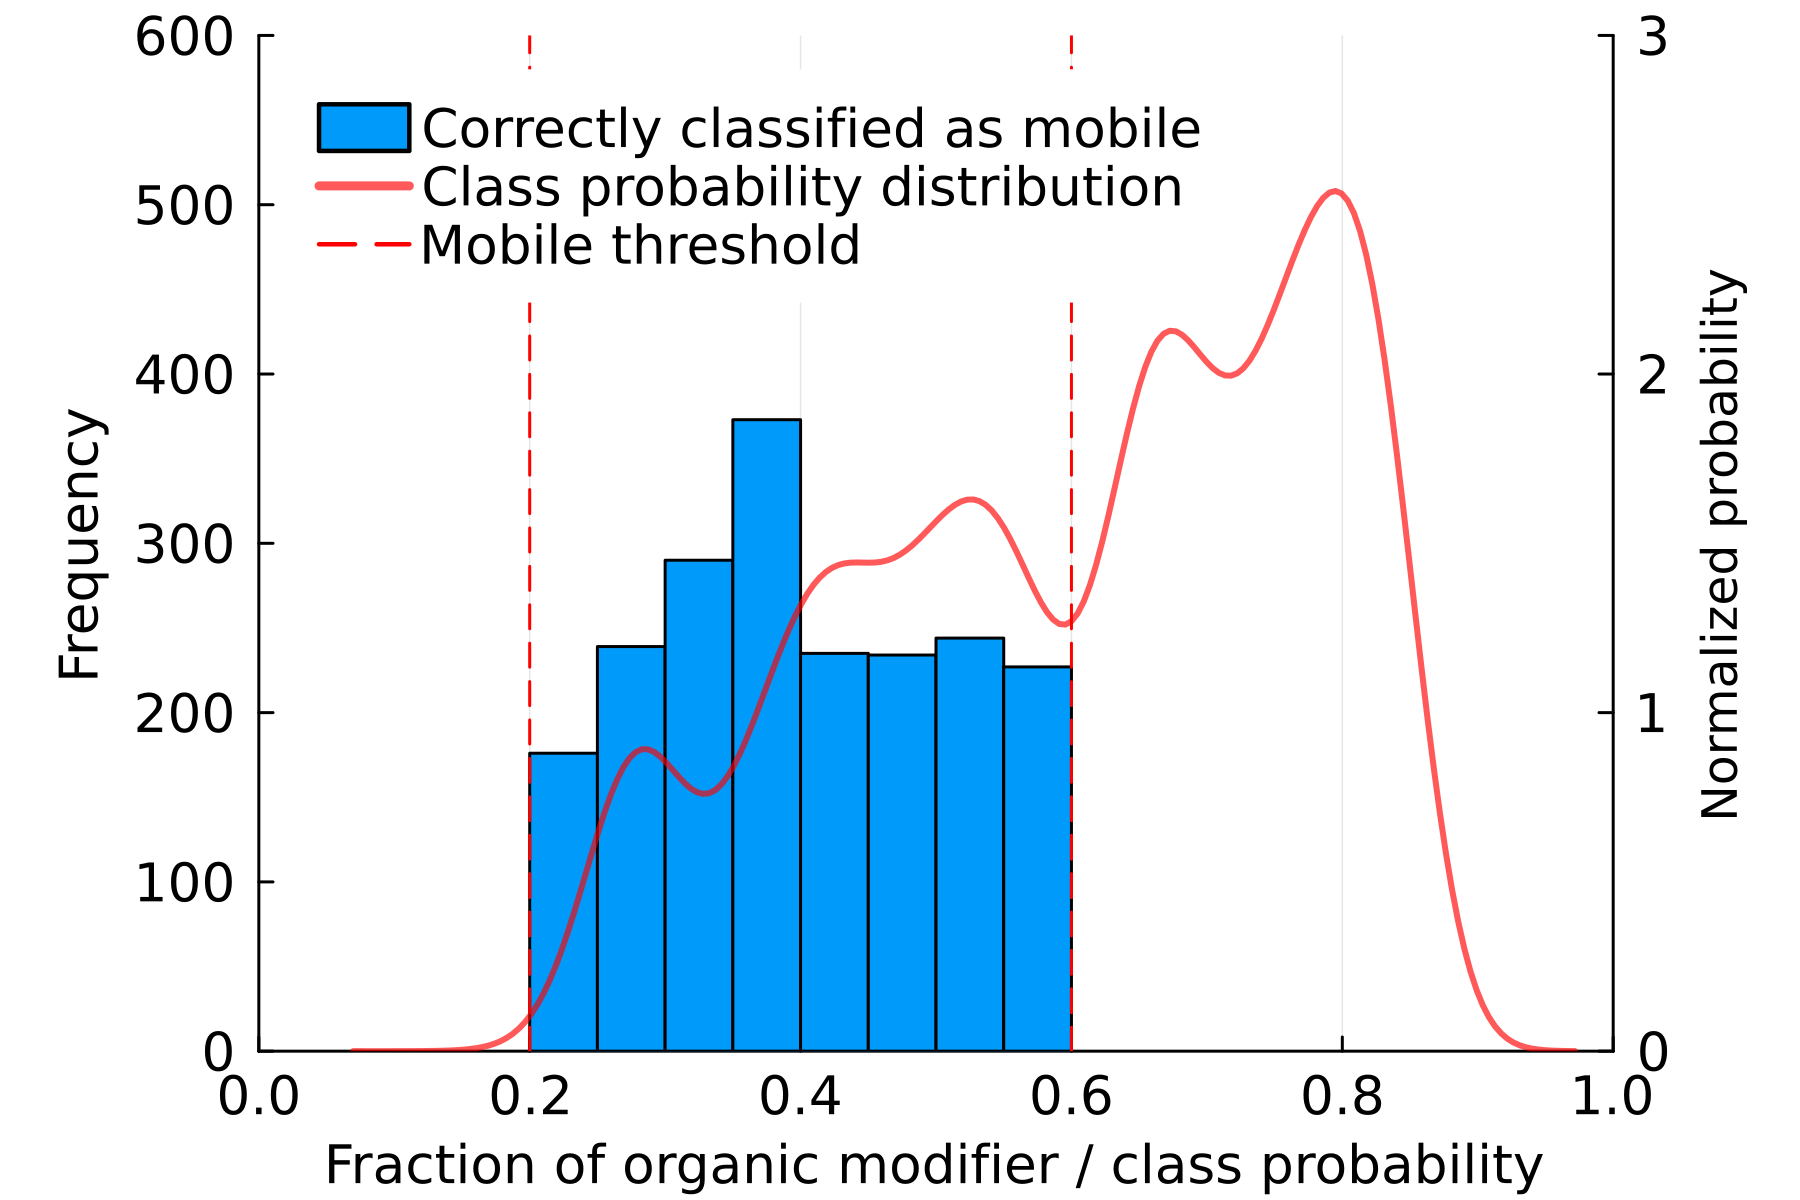 Correctly classified as mobile
Class probability distribution
Mobile threshold
Frequency
600
500
400
300
200
100
0
Normalized probability
3
2
1
0
0.0 0.2 0.4 0.6 0.8 1.0
Fraction of organic modifier / class probability